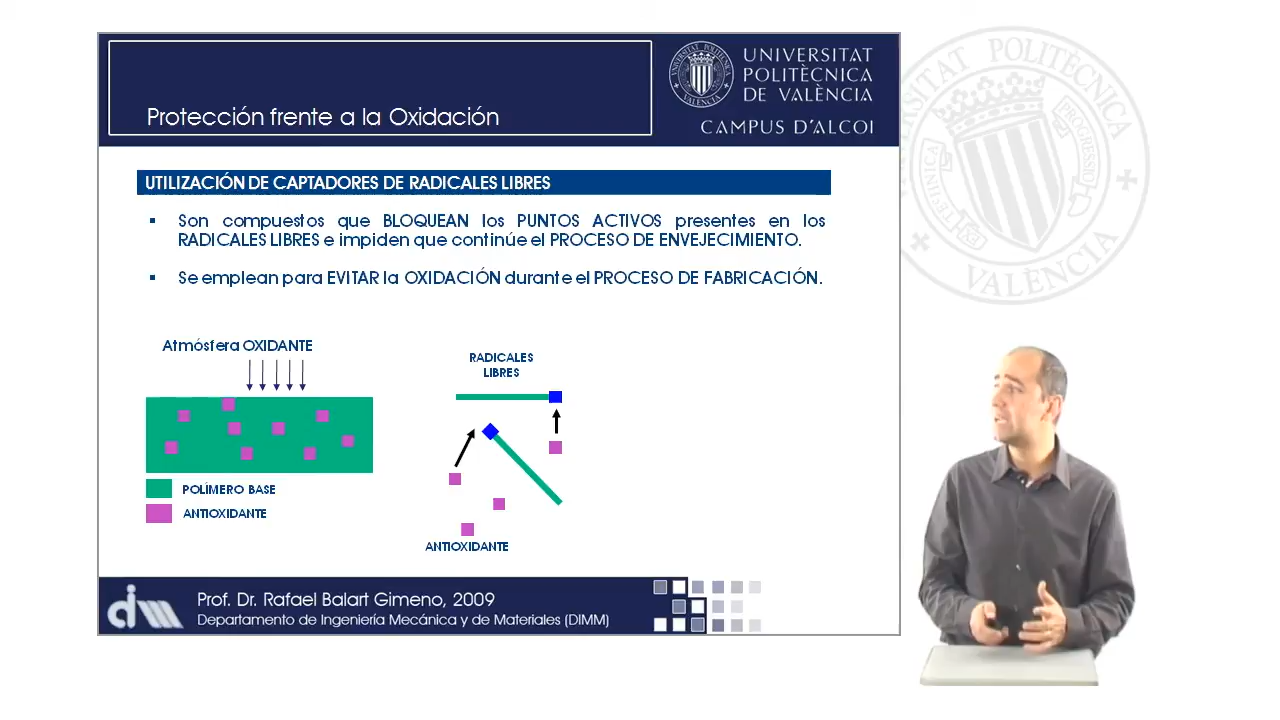 Protección frente a la Oxidación
UNIVERSITAT
POLITÈCNICA
DE VALÈNCIA
CAMPUS D'ALCOI
UTILIZACIÓN DE CAPTADORES DE RADICALES LIBRES
▪ Son compuestos que BLOQUEAN los PUNTOS ACTIVOS presentes en los
RADICALES LIBRES e impiden que continúe el PROCESO DE ENVEJECIMIENTO.
▪ Se emplean para EVITAR la OXIDACIÓN durante el PROCESO DE FABRICACIÓN.
Atmósfera OXIDANTE
POLÍMERO BASE
ANTIOXIDANTE
RADICALES
LIBRES
ANTIOXIDANTE
Prof. Dr. Rafael Balart Gimeno, 2009
Departamento de Ingeniería Mecánica y de Materiales (DIMM)
POLITÈCNICA
VALÈNCIA